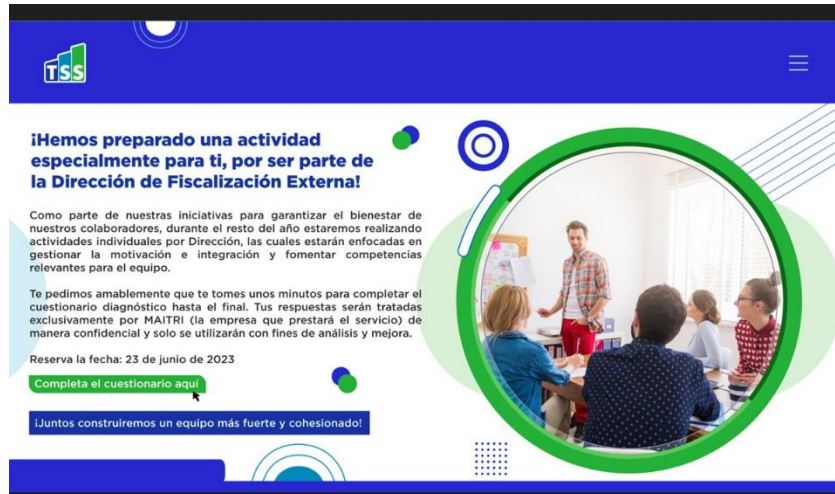 TSS
¡Hemos preparado una actividad
especialmente para ti, por ser parte de
la Dirección de Fiscalización Externa!
Como parte de nuestras iniciativas para garantizar el bienestar de
nuestros colaboradores, durante el resto del año estaremos realizando
actividades individuales por Dirección, las cuales estarán enfocadas en
gestionar la motivación e integración y fomentar competencias
relevantes para el equipo.
Te pedimos amablemente que te tomes unos minutos para completar el
cuestionario diagnóstico hasta el final. Tus respuestas serán tratadas
exclusivamente por MAITRI (la empresa que prestará el servicio) de
manera confidencial y solo se utilizarán con fines de análisis y mejora.
Reserva la fecha: 23 de junio de 2023
Completa el cuestionario aquí
¡Juntos construiremos un equipo más fuerte y cohesionado!